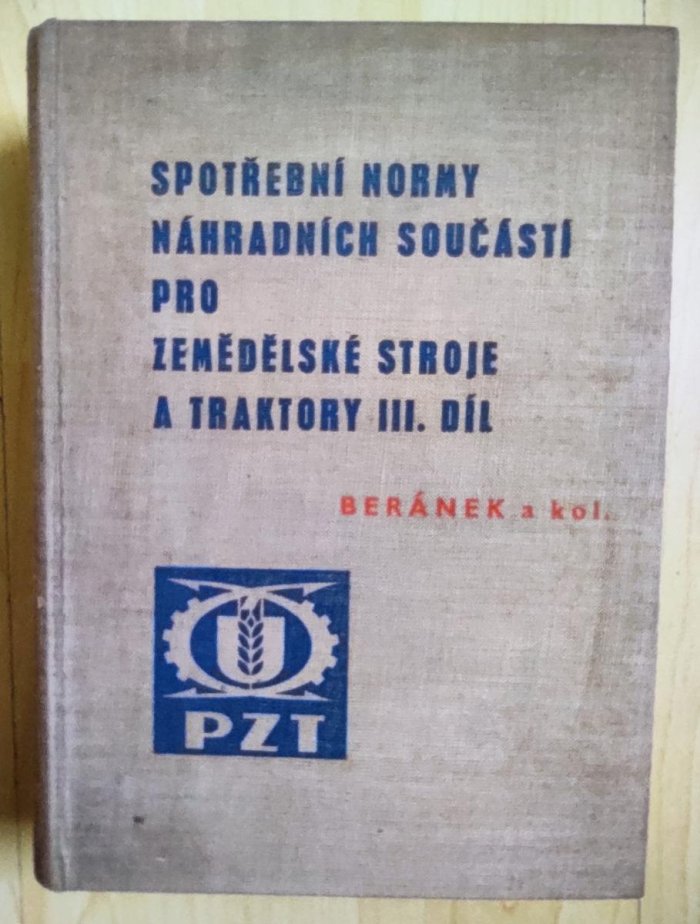 SPOTŘEBNÍ NORMY
NÁHRADNÍCH SOUČÁSTÍ
PRO
ZEMĚDĚLSKÉ STROJE
A TRAKTORY III. DÍL
BERÁNEK a kol.
PZT